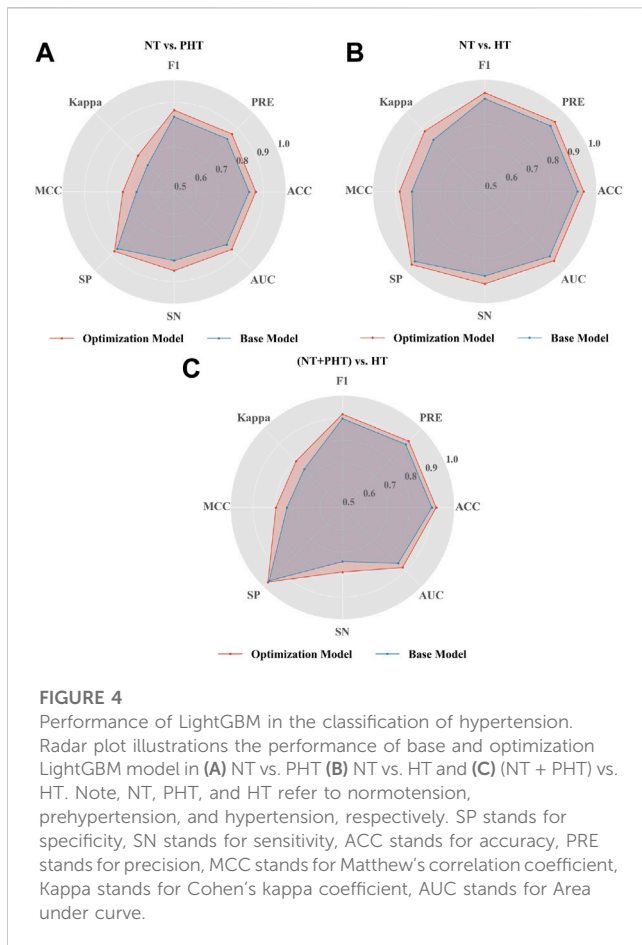 A
NT vs. PHT
F1
Kappa
PRE
1.0
0.9
0.8
0.7
0.6
0.5
MCC
ACC
SP
AUC
SN
Optimization Model
Base Model
B
NT vs. HT
F1
Kappa
PRE
1.0
0.9
0.8
0.7
0.6
0.5
MCC
ACC
SP
AUC
SN
Optimization Model
Base Model
C
(NT+PHT) vs. HT
F1
Kappa
PRE
1.0
0.9
0.8
0.7
0.6
0.5
MCC
ACC
SP
AUC
SN
Optimization Model
Base Model
FIGURE 4
Performance of LightGBM in the classification of hypertension.
Radar plot illustrations the performance of base and optimization
LightGBM model in (A) NT vs. PHT (B) NT vs. HT and (C) (NT + PHT) vs.
HT. Note, NT, PHT, and HT refer to normotension,
prehypertension, and hypertension, respectively. SP stands for
specificity, SN stands for sensitivity, ACC stands for accuracy, PRE
stands for precision, MCC stands for Matthew's correlation coefficient,
Kappa stands for Cohen's kappa coefficient, AUC stands for Area
under curve.